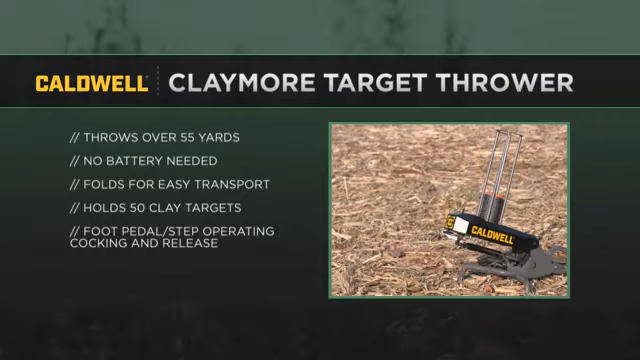 CALDWELL CLAYMORE TARGET THROWER
// THROWS OVER 55 YARDS
// NO BATTERY NEEDED
// FOLDS FOR EASY TRANSPORT
// HOLDS 50 CLAY TARGETS
// FOOT PEDAL/STEP OPERATING
COCKING AND RELEASE
CALDWELL